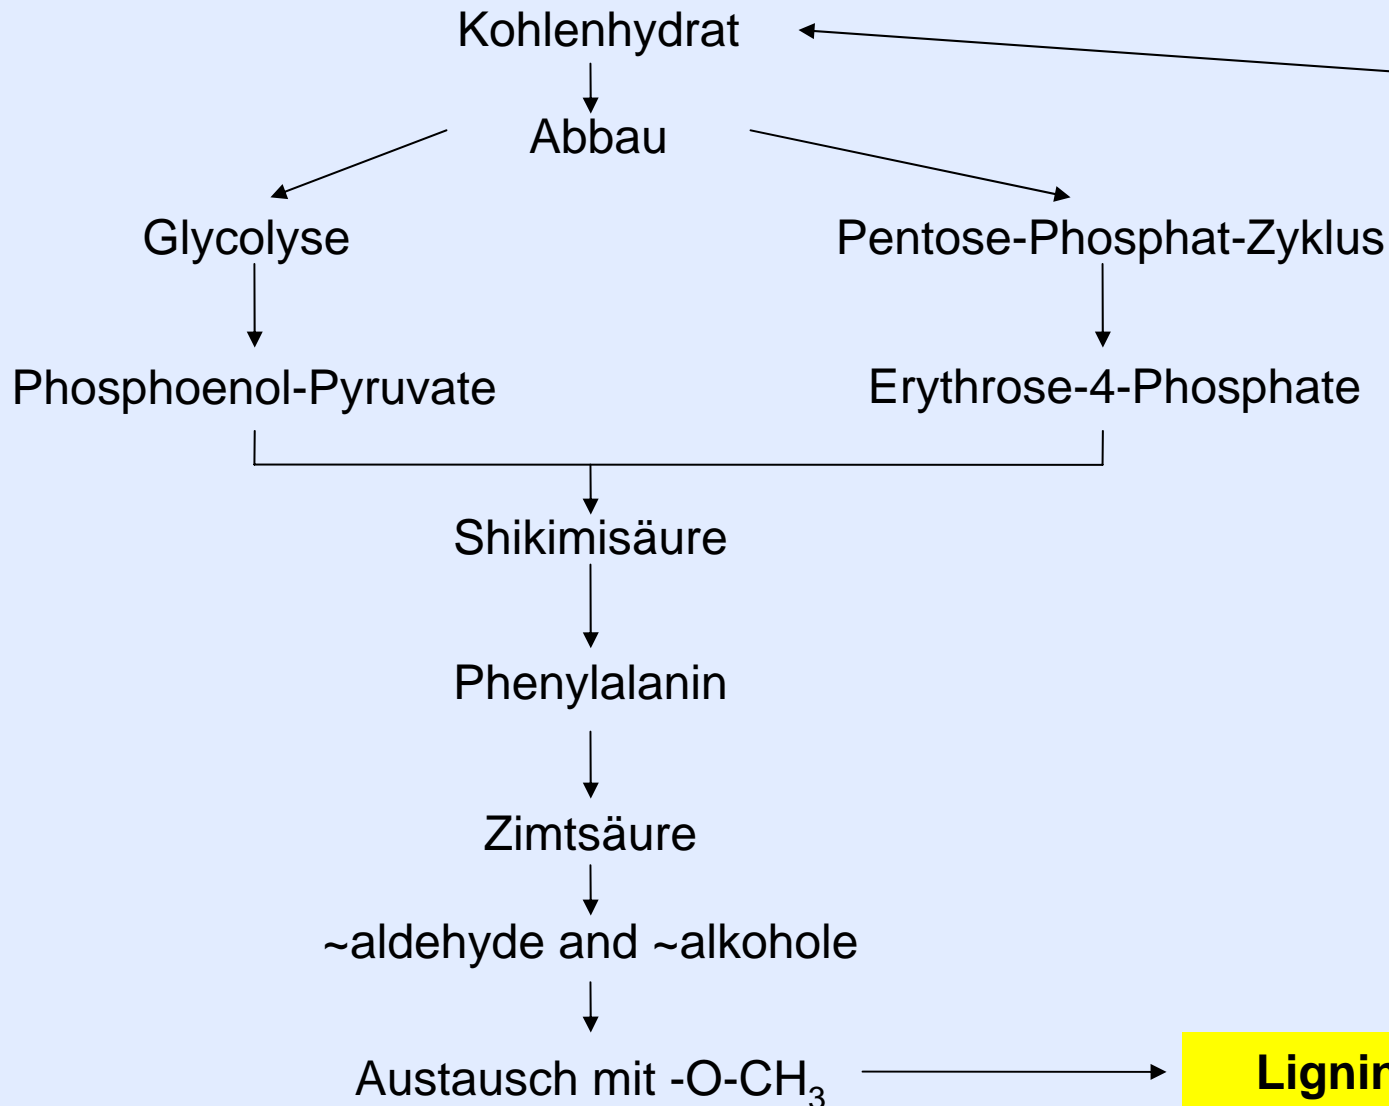 Kohlenhydrat
Abbau
Glycolyse
Pentose-Phosphat-Zyklus
Phosphoenol-Pyruvate
Erythrose-4-Phosphate
Shikimisäure
Phenylalanin
Zimtsäure
~aldehyde and ~alkohole
Austausch mit -O-CH₃
Lignin